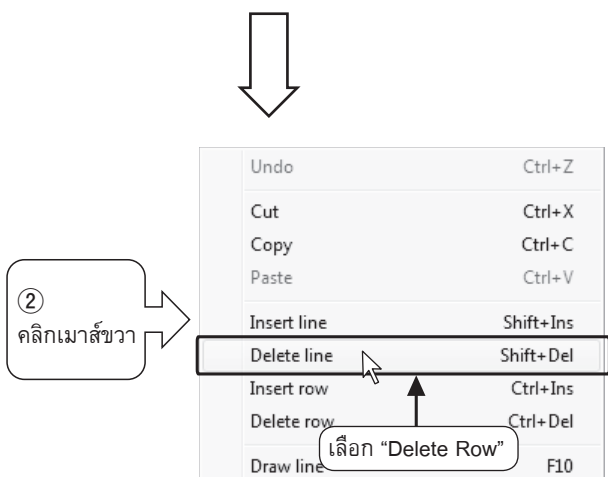 Undo Ctrl+Z
Cut Ctrl+X
Copy Ctrl+C
Paste Ctrl+V
②
คลิกเมาส์ขวา
Insert line Shift+Ins
Delete line Shift+Del
Insert row Ctrl+Ins
Delete row Ctrl+Del
เลือก “Delete Row”
Draw line F10